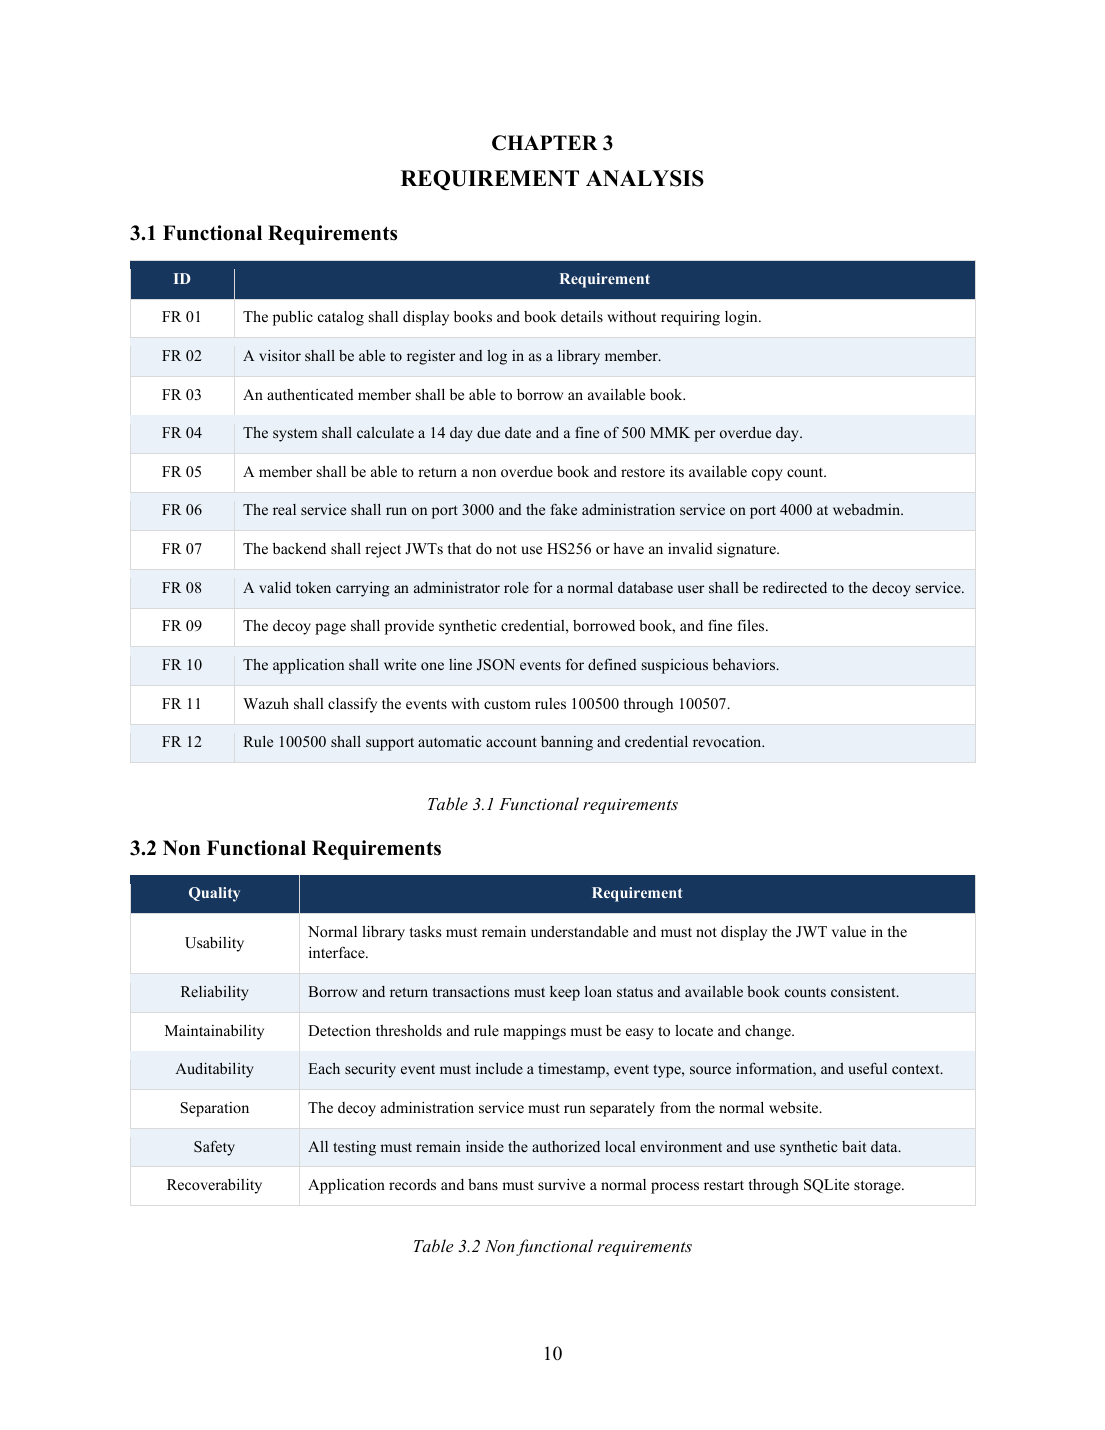 CHAPTER 3
REQUIREMENT ANALYSIS
3.1 Functional Requirements
ID Requirement
FR 01 The public catalog shall display books and book details without requiring login.
FR 02 A visitor shall be able to register and log in as a library member.
FR 03 An authenticated member shall be able to borrow an available book.
FR 04 The system shall calculate a 14 day due date and a fine of 500 MMK per overdue day.
FR 05 A member shall be able to return a non overdue book and restore its available copy count.
FR 06 The real service shall run on port 3000 and the fake administration service on port 4000 at webadmin.
FR 07 The backend shall reject JWTs that do not use HS256 or have an invalid signature.
FR 08 A valid token carrying an administrator role for a normal database user shall be redirected to the decoy service.
FR 09 The decoy page shall provide synthetic credential, borrowed book, and fine files.
FR 10 The application shall write one line JSON events for defined suspicious behaviors.
FR 11 Wazuh shall classify the events with custom rules 100500 through 100507.
FR 12 Rule 100500 shall support automatic account banning and credential revocation.
Table 3.1 Functional requirements
3.2 Non Functional Requirements
Quality Requirement
Usability Normal library tasks must remain understandable and must not display the JWT value in the
interface.
Reliability Borrow and return transactions must keep loan status and available book counts consistent.
Maintainability Detection thresholds and rule mappings must be easy to locate and change.
Auditability Each security event must include a timestamp, event type, source information, and useful context.
Separation The decoy administration service must run separately from the normal website.
Safety All testing must remain inside the authorized local environment and use synthetic bait data.
Recoverability Application records and bans must survive a normal process restart through SQLite storage.
Table 3.2 Non functional requirements
10